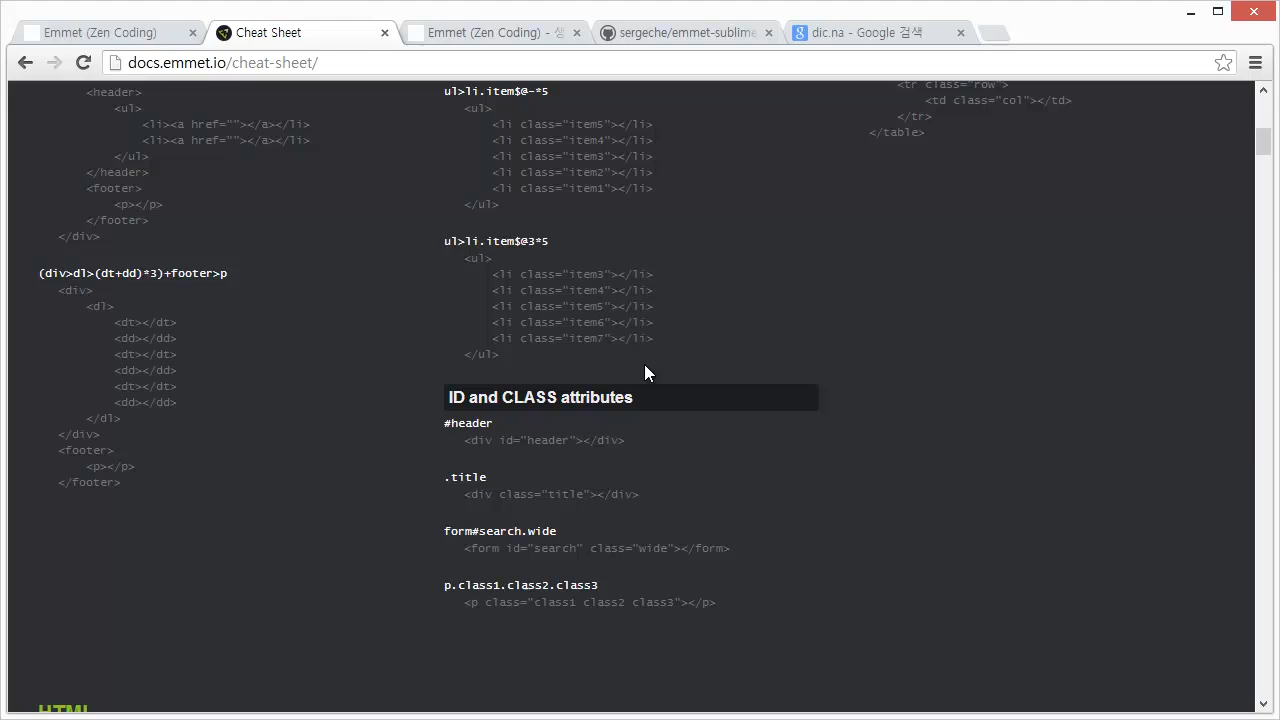 Emmet (Zen Coding)
Cheat Sheet
Emmet (Zen Coding) - 생
sergeche/emmet-sublime
dic.na - Google 검색
docs.emmet.io/cheat-sheet/
<header>
<ul>
<li><a href=""></a></li>
<li><a href=""></a></li>
</ul>
</header>
<footer>
<p></p>
</footer>
</div>
(div>dl>(dt+dd)*3)+footer>p
<div>
<dl>
<dt></dt>
<dd></dd>
<dt></dt>
<dd></dd>
<dt></dt>
<dd></dd>
</dl>
</div>
<footer>
<p></p>
</footer>
ul>li.item$@-*5
<ul>
<li class="item5"></li>
<li class="item4"></li>
<li class="item3"></li>
<li class="item2"></li>
<li class="item1"></li>
</ul>
ul>li.item$@3*5
<ul>
<li class="item3"></li>
<li class="item4"></li>
<li class="item5"></li>
<li class="item6"></li>
<li class="item7"></li>
</ul>
ID and CLASS attributes
#header
<div id="header"></div>
.title
<div class="title"></div>
form#search.wide
<form id="search" class="wide"></form>
p.class1.class2.class3
<p class="class1 class2 class3"></p>
<tr class="row">
<td class="col"></td>
</tr>
</table>
HTML